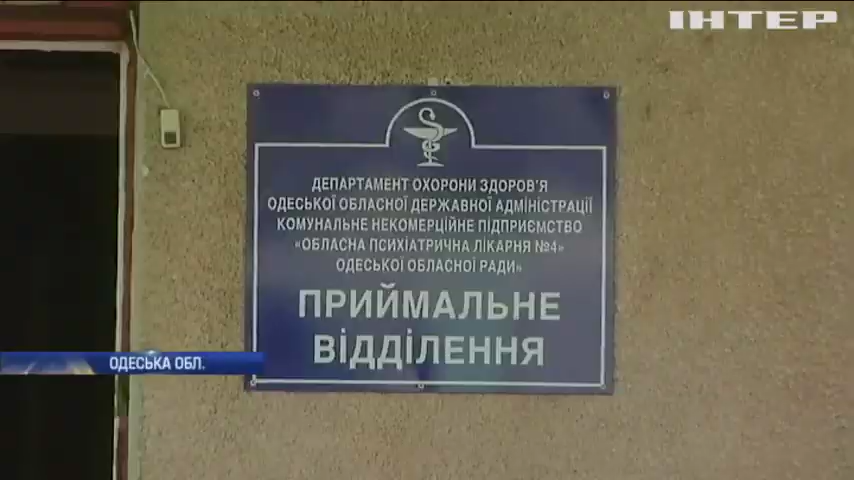 ІНТЕР
ДЕПАРТАМЕНТ ОХОРОНИ ЗДОРОВ'Я
ОДЕСЬКОЇ ОБЛАСНОЇ ДЕРЖАВНОЇ АДМІНІСТРАЦІЇ
КОМУНАЛЬНЕ НЕКОМЕРЦІЙНЕ ПІДПРИЄМСТВО
«ОБЛАСНА ПСИХІАТРИЧНА ЛІКАРНЯ №4»
ОДЕСЬКОЇ ОБЛАСНОЇ РАДИ»
ПРИЙМАЛЬНЕ
ВІДДІЛЕННЯ
ОДЕСЬКА ОБЛ.